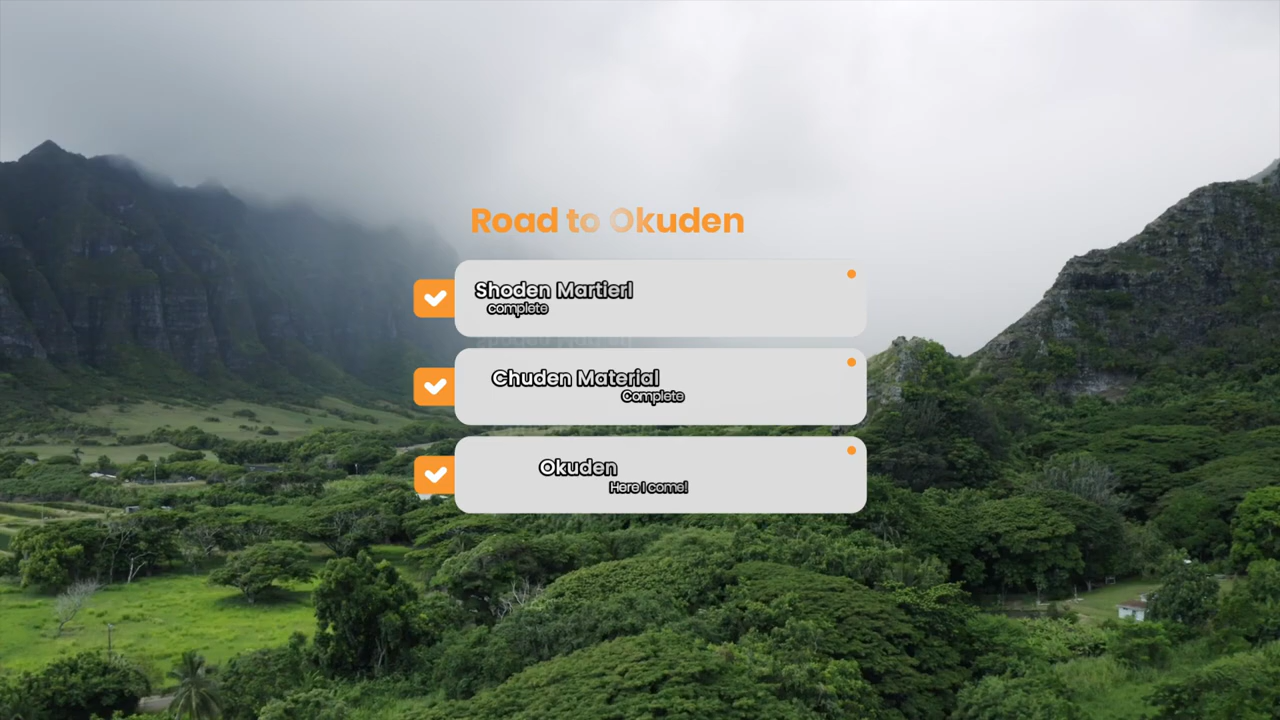 Road to Okuden
Shoden Martierl
complete
Chuden Material
Complete
Okuden
Here I come!